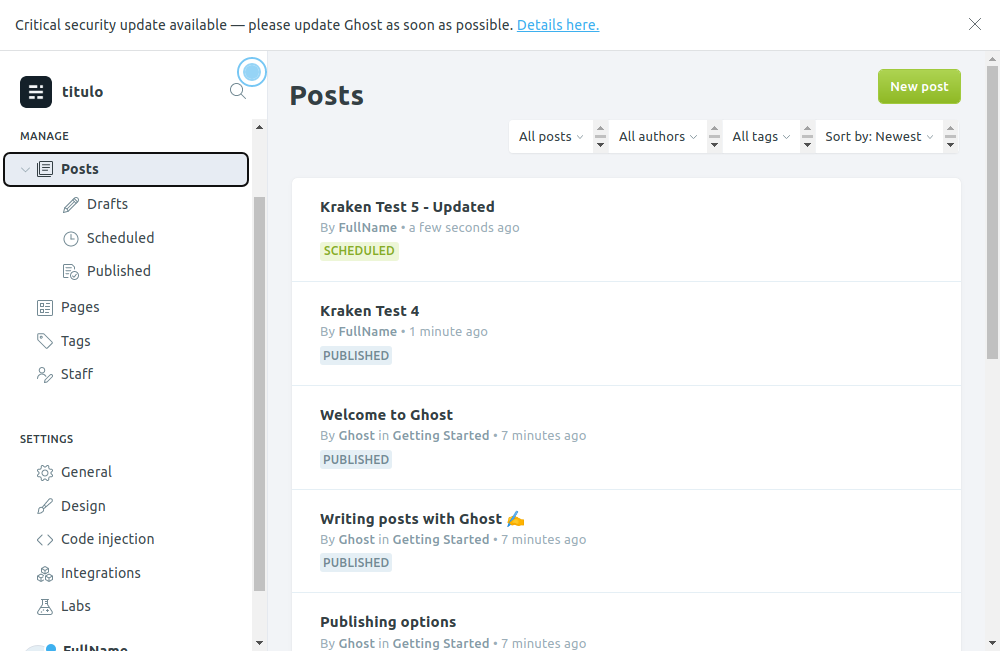 Critical security update available — please update Ghost as soon as possible. Details here.
titulo
MANAGE
Posts
Drafts
Scheduled
Published
Pages
Tags
Staff
SETTINGS
General
Design
Code injection
Integrations
Labs
FullName
Posts
New post
All posts
All authors
All tags
Sort by: Newest
Kraken Test 5 - Updated
By FullName • a few seconds ago
SCHEDULED
Kraken Test 4
By FullName • 1 minute ago
PUBLISHED
Welcome to Ghost
By Ghost in Getting Started • 7 minutes ago
PUBLISHED
Writing posts with Ghost ✍️
By Ghost in Getting Started • 7 minutes ago
PUBLISHED
Publishing options
By Ghost in Getting Started • 7 minutes ago